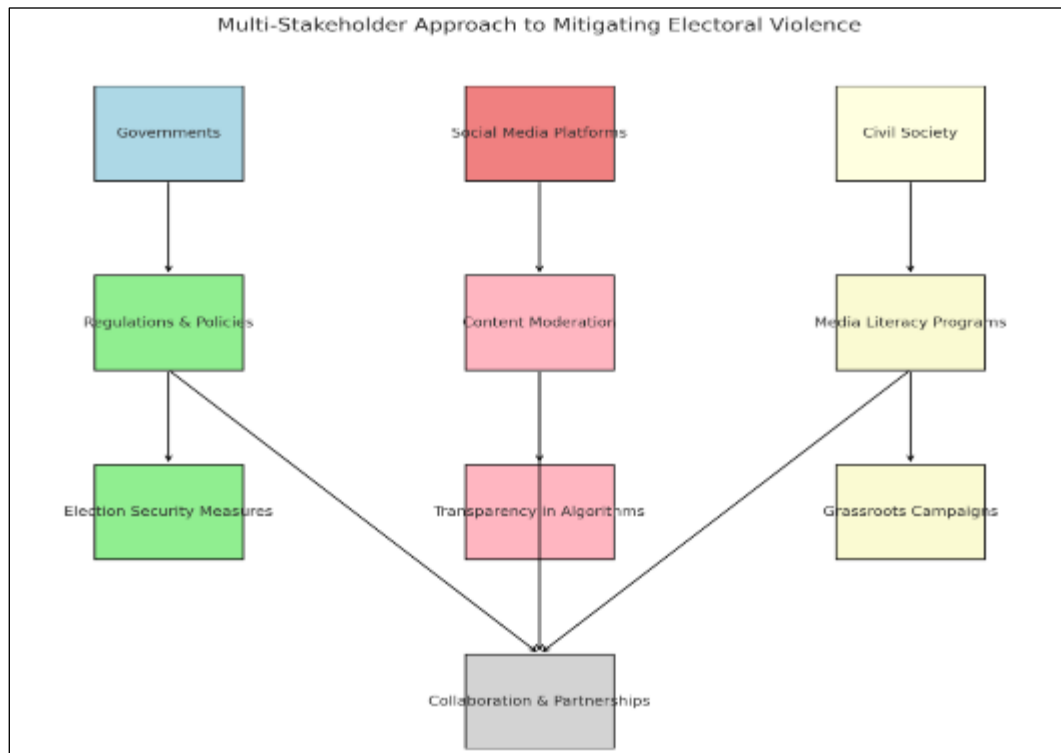 Multi-Stakeholder Approach to Mitigating Electoral Violence
Governments
Social Media Platforms
Civil Society
Regulations & Policies
Content Moderation
Media Literacy Programs
Election Security Measures
Transparency in Algorithms
Grassroots Campaigns
Collaboration & Partnerships